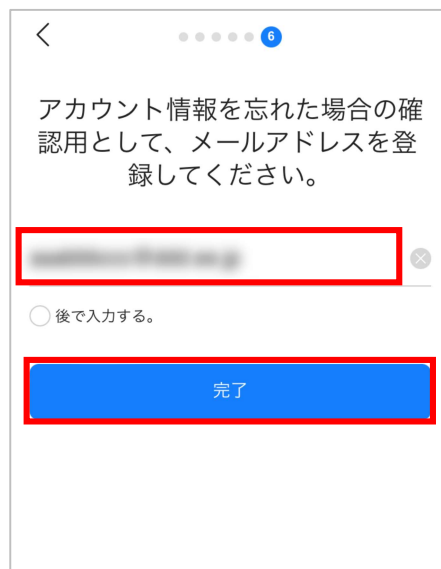 6
アカウント情報を忘れた場合の確
認用として、メールアドレスを登
録してください。
後で入力する。
完了